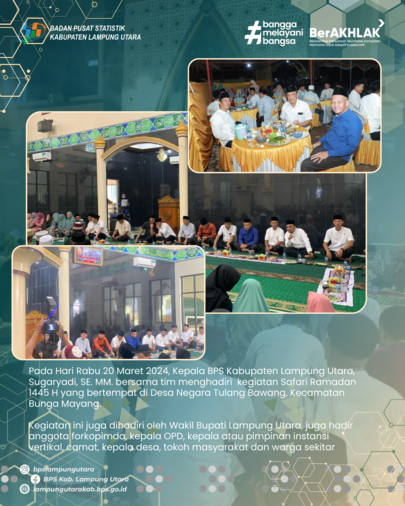 BADAN PUSAT STATISTIK
KABUPATEN LAMPUNG UTARA
#bangga
melayani
bangsa
BerAKHLAK
Pada Hari Rabu 20 Maret 2024, Kepala BPS Kabupaten Lampung Utara,
Sugaryadi, SE. MM. bersama tim menghadiri kegiatan Safari Ramadan
1445 H yang bertempat di Desa Negara Tulang Bawang, Kecamatan
Bunga Mayang.
Kegiatan ini juga dihadiri oleh Wakil Bupati Lampung Utara, juga hadir
anggota forkopimda, kepala OPD, kepala atau pimpinan instansi
vertikal, camat, kepala desa, tokoh masyarakat dan warga sekitar
bpslampungutara
BPS Kab. Lampung Utara
lampungutarakab.bps.go.id